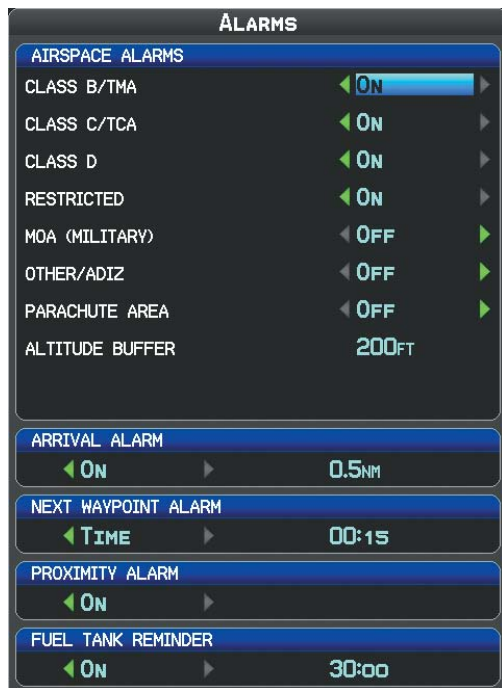 ALARMS
AIRSPACE ALARMS
CLASS B/TMA ON
CLASS C/TCA ON
CLASS D ON
RESTRICTED ON
MOA (MILITARY) OFF
OTHER/ADIZ OFF
PARACHUTE AREA OFF
ALTITUDE BUFFER 200FT
ARRIVAL ALARM
ON 0.5NM
NEXT WAYPOINT ALARM
TIME 00:15
PROXIMITY ALARM
ON
FUEL TANK REMINDER
ON 30:00